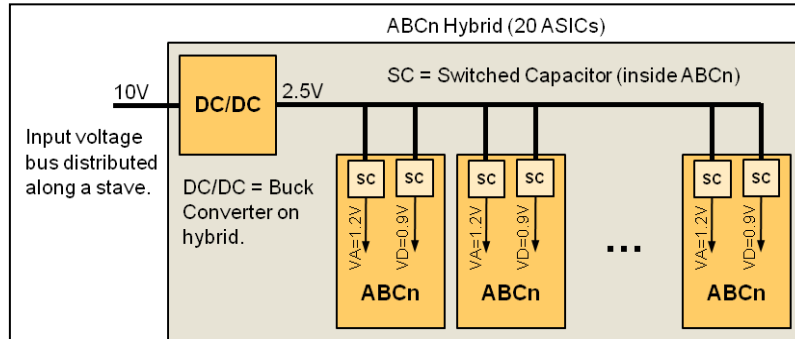 ABCn Hybrid (20 ASICs)
10V
DC/DC
2.5V
SC = Switched Capacitor (inside ABCn)
Input voltage
bus distributed
along a stave.
DC/DC = Buck
Converter on
hybrid.
SC
SC
SC
SC
SC
SC
VA=1.2V
VD=0.9V
VA=1.2V
VD=0.9V
VA=1.2V
VD=0.9V
...
ABCn
ABCn
ABCn